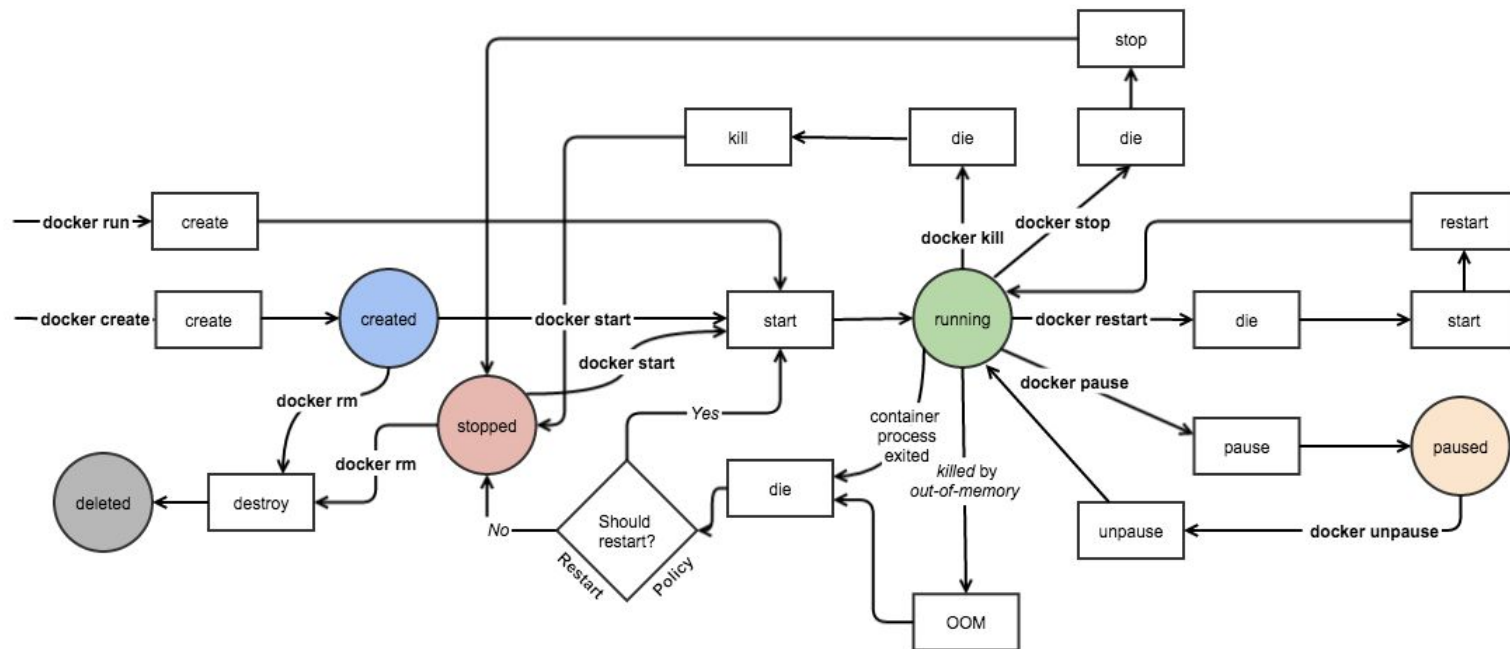 stop
kill
die
die
docker run
create
docker kill
docker stop
restart
docker create
create
created
docker start
start
running
docker restart
die
start
docker start
docker pause
docker rm
stopped
Yes
container
process
exited
pause
paused
docker rm
killed by
out-of-memory
deleted
destroy
No
Should
restart?
Restart
Policy
die
unpause
docker unpause
OOM